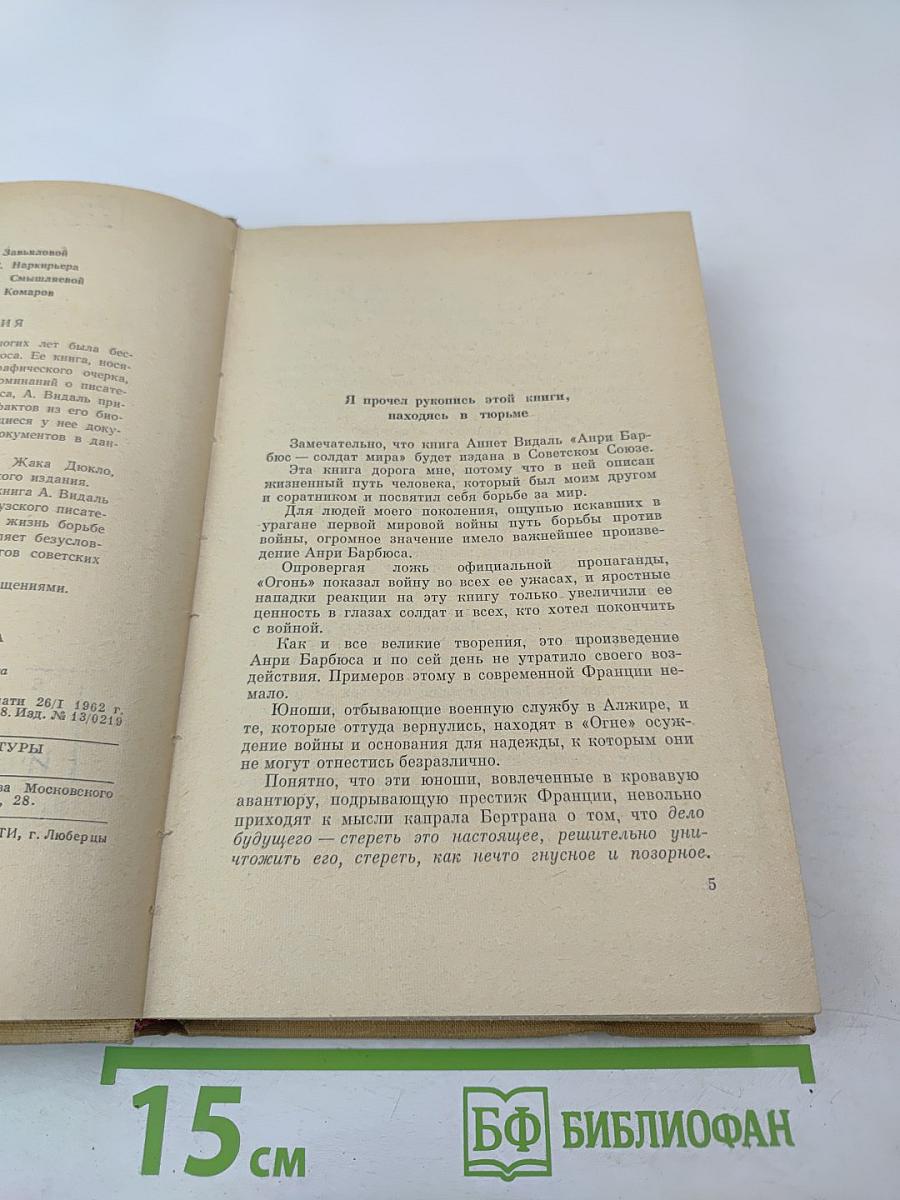 Завьяловой
Наркирьера
Смышляевой
Комаров
ИЯ
ногих лет была бес-
юса. Ее книга, нося-
рафического очерка,
оминаний о писате-
са, А. Видаль при-
фактов из его био-
щиеся у нее доку-
окументов в дан-
Жака Дюкло,
кого издания.
книга А. Видаль
узского писате-
жизнь борьбе
ляет безуслов-
гов советских
щениями.
А
а
ати 26/I 1962 г.
8. Изд. № 13/0219
ТУРЫ
ва Московского
, 28.
ТИ, г. Люберцы
Я прочел рукопись этой книги,
находясь в тюрьме
Замечательно, что книга Аннет Видаль «Анри Бар-
бюс — солдат мира» будет издана в Советском Союзе.
Эта книга дорога мне, потому что в ней описан
жизненный путь человека, который был моим другом
и соратником и посвятил себя борьбе за мир.
Для людей моего поколения, ощупью искавших в
урагане первой мировой войны путь борьбы против
войны, огромное значение имело важнейшее произве-
дение Анри Барбюса.
Опровергая ложь официальной пропаганды,
«Огонь» показал войну во всех ее ужасах, и яростные
нападки реакции на эту книгу только увеличили ее
ценность в глазах солдат и всех, кто хотел покончить
с войной.
Как и все великие творения, это произведение
Анри Барбюса и по сей день не утратило своего воз-
действия. Примеров этому в современной Франции не-
мало.
Юноши, отбывающие военную службу в Алжире, и
те, которые оттуда вернулись, находят в «Огне» осуж-
дение войны и основания для надежды, к которым они
не могут отнестись безразлично.
Понятно, что эти юноши, вовлеченные в кровавую
авантюру, подрывающую престиж Франции, невольно
приходят к мысли капрала Бертрана о том, что дело
будущего — стереть это настоящее, решительно уни-
чтожить его, стереть, как нечто гнусное и позорное.
5
15 см
БФ БИБЛИОФАН